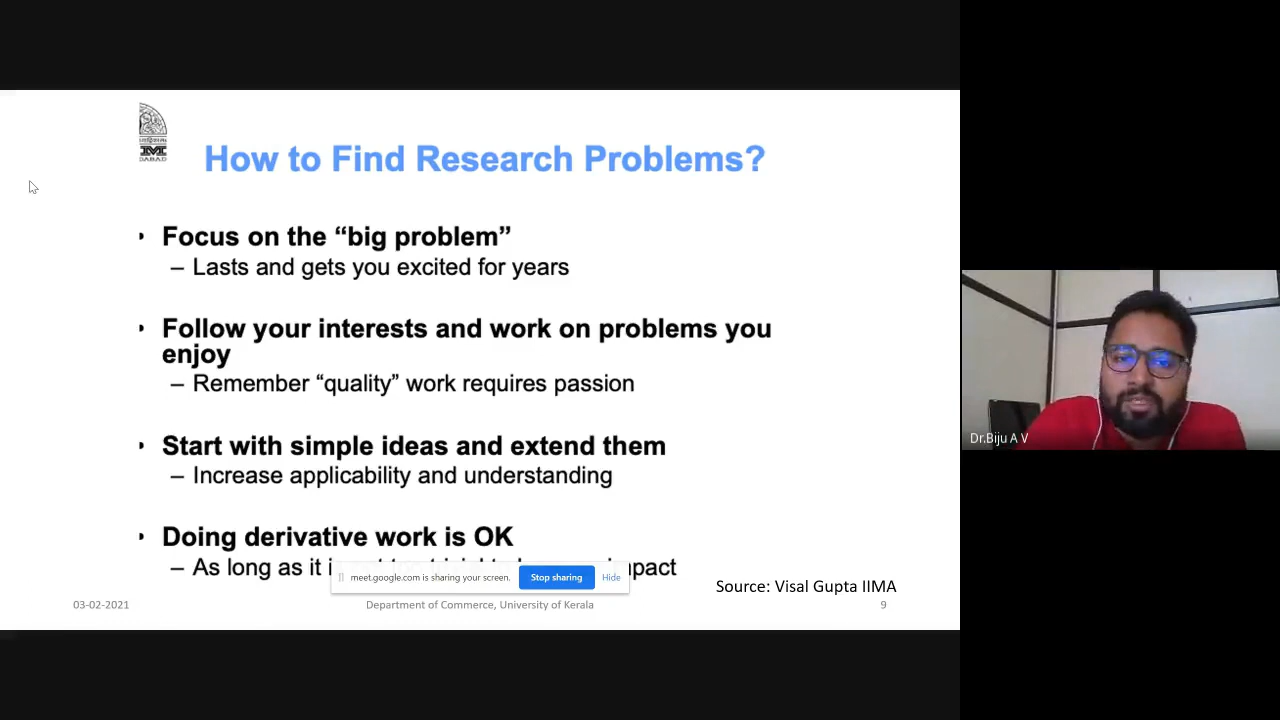 How to Find Research Problems?
Focus on the “big problem”
– Lasts and gets you excited for years
Follow your interests and work on problems you
enjoy
– Remember “quality” work requires passion
Start with simple ideas and extend them
– Increase applicability and understanding
Doing derivative work is OK
– As long as it
meet.google.com is sharing your screen.
Stop sharing
Hide
Source: Visal Gupta IIMA
03-02-2021
Department of Commerce, University of Kerala
9
Dr.Biju A V